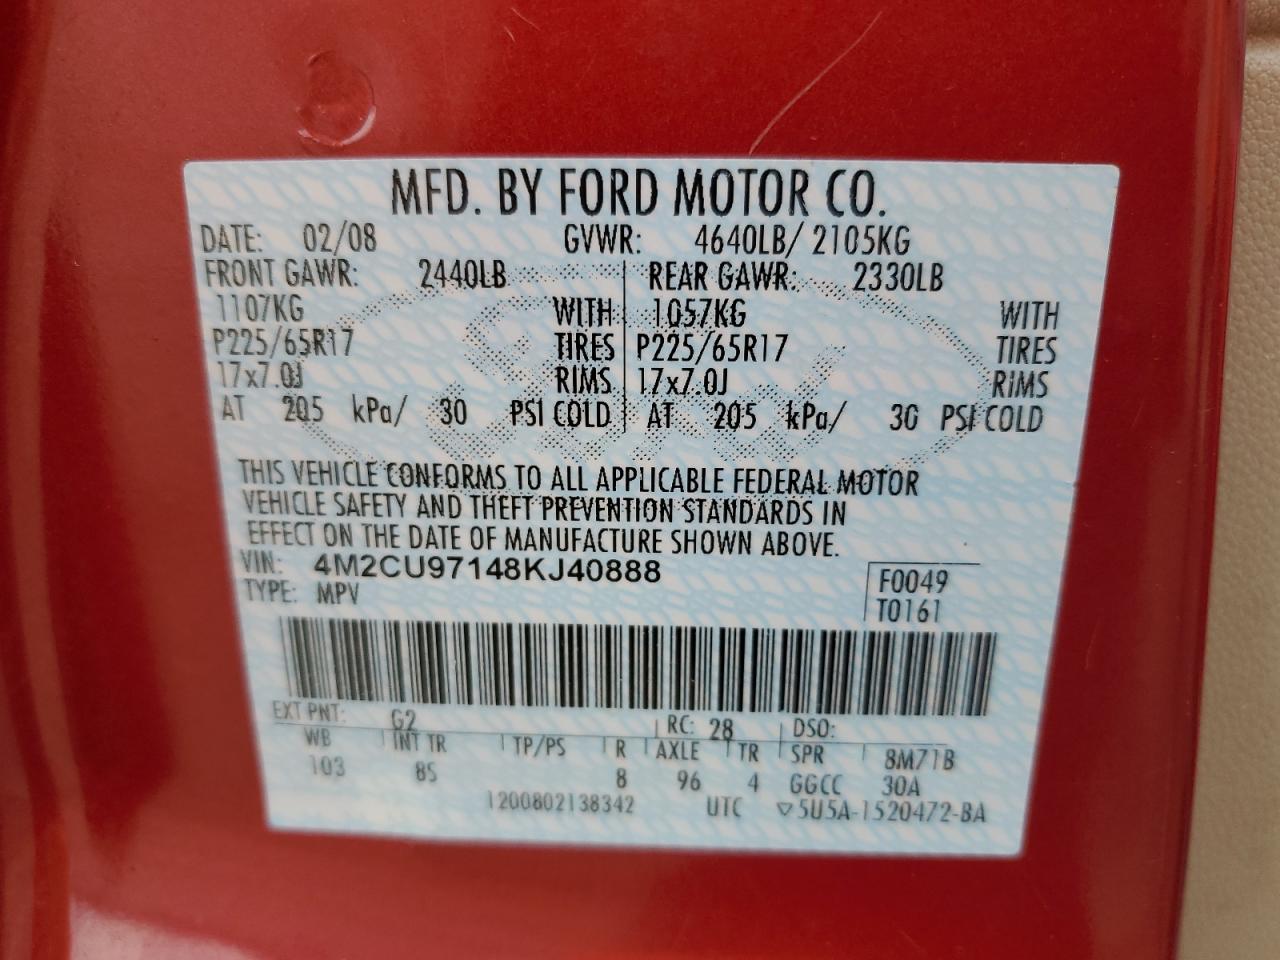 MFD. BY FORD MOTOR CO.
DATE: 02/08 GVWR: 4640LB/ 2105KG
FRONT GAWR: 2440LB REAR GAWR: 2330LB
1107KG WITH 1057KG WITH
P225/65R17 TIRES P225/65R17 TIRES
17x7.0J RIMS 17x7.0J RIMS
AT 205 kPa/ 30 PSI COLD AT 205 kPa/ 30 PSI COLD
THIS VEHICLE CONFORMS TO ALL APPLICABLE FEDERAL MOTOR
VEHICLE SAFETY AND THEFT PREVENTION STANDARDS IN
EFFECT ON THE DATE OF MANUFACTURE SHOWN ABOVE.
VIN: 4M2CU97148KJ40888
TYPE: MPV
F0049
T0161
EXT PNT: G2 RC: 28 DSO:
WB INT TR TP/PS R AXLE TR SPR 8M71B
103 85 8 96 4 GGCC 30A
1200802138342 UTC ▽5U5A-1520472-BA